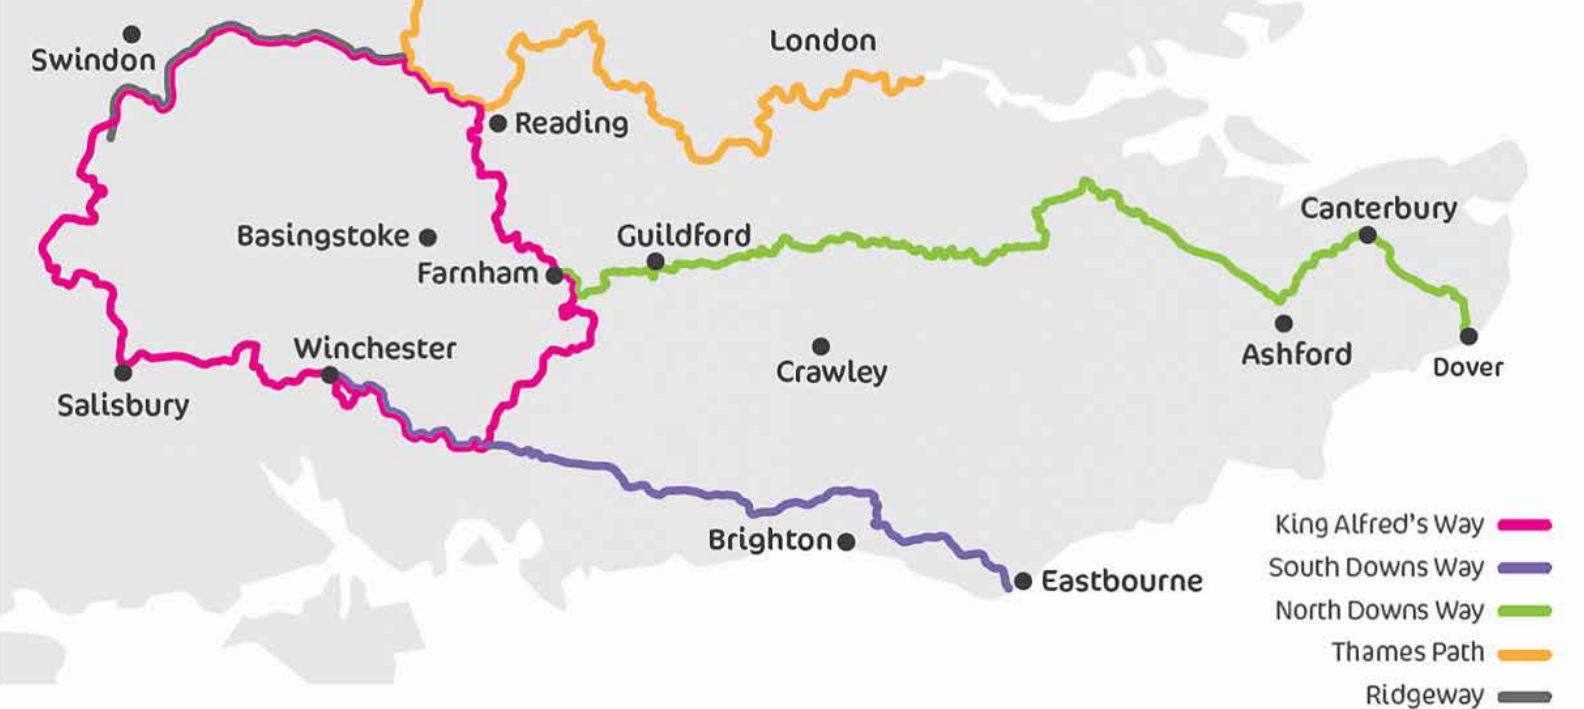 Swindon
London
Reading
Canterbury
Basingstoke
Guildford
Farnham
Winchester
Crawley
Ashford
Dover
Salisbury
Brighton
Eastbourne
King Alfred's Way
South Downs Way
North Downs Way
Thames Path
Ridgeway